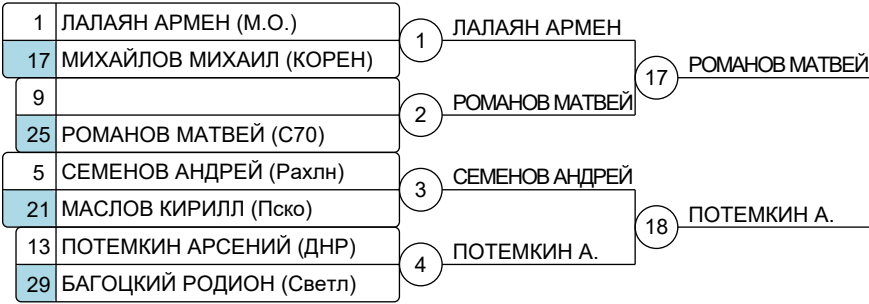 1 ЛАЛАЯН АРМЕН (М.О.)
1 ЛАЛАЯН АРМЕН
17 МИХАЙЛОВ МИХАИЛ (КОРЕН)
17 РОМАНОВ МАТВЕЙ
9
2 РОМАНОВ МАТВЕЙ
25 РОМАНОВ МАТВЕЙ (С70)
5 СЕМЕНОВ АНДРЕЙ (Рахлн)
3 СЕМЕНОВ АНДРЕЙ
21 МАСЛОВ КИРИЛЛ (Пско)
18 ПОТЕМКИН А.
13 ПОТЕМКИН АРСЕНИЙ (ДНР)
4 ПОТЕМКИН А.
29 БАГОЦКИЙ РОДИОН (Светл)